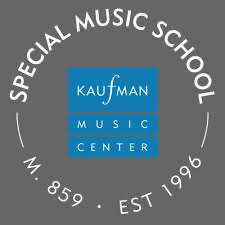 SPECIAL MUSIC SCHOOL
KAUFMAN
MUSIC
CENTER
M. 859 · EST 1996